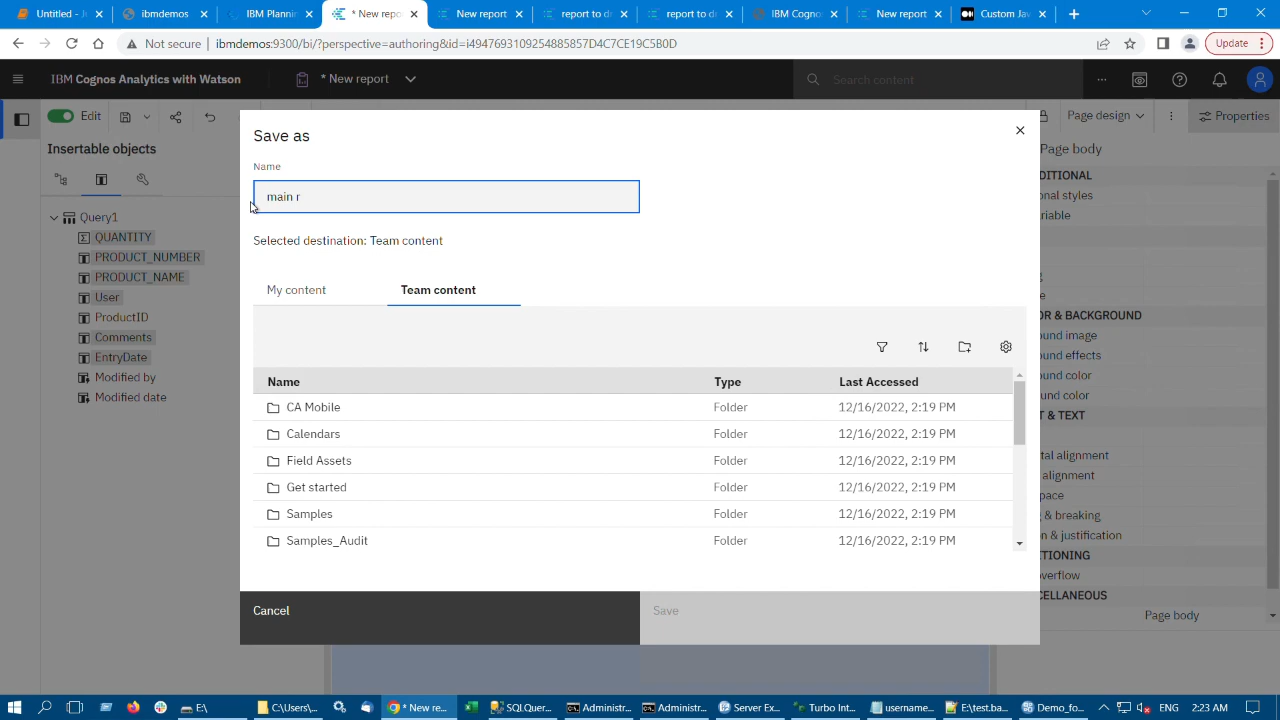 Untitled - J
ibmdemos
IBM Plannin
* New repo
New report
report to dr
report to dr
IBM Cogno
New report
Custom Jav
Not secure
ibmdemos:9300/bi/?perspective=authoring&id=i4947693109254885857D4C7CE19C5B0D
Update
IBM Cognos Analytics with Watson
* New report
Search content
Edit
Page design
Properties
Insertable objects
Query1
QUANTITY
PRODUCT_NUMBER
PRODUCT_NAME
User
ProductID
Comments
EntryDate
Modified by
Modified date
Save as
Name
main r
Selected destination: Team content
My content
Team content
Name Type Last Accessed
CA Mobile Folder 12/16/2022, 2:19 PM
Calendars Folder 12/16/2022, 2:19 PM
Field Assets Folder 12/16/2022, 2:19 PM
Get started Folder 12/16/2022, 2:19 PM
Samples Folder 12/16/2022, 2:19 PM
Samples_Audit Folder 12/16/2022, 2:19 PM
Cancel
Save
Page body
DITIONAL
onal styles
riable
OR & BACKGROUND
und image
ound effects
und color
und color
T & TEXT
tal alignment
alignment
pace
g & breaking
n & justification
TIONING
verflow
CELLANEOUS
Page body
E:\
C:\Users\...
* New re...
SQLQuer...
Administr...
Administr...
Server Ex...
Turbo Int...
username...
E:\test.ba...
Demo_fo...
ENG
2:23 AM